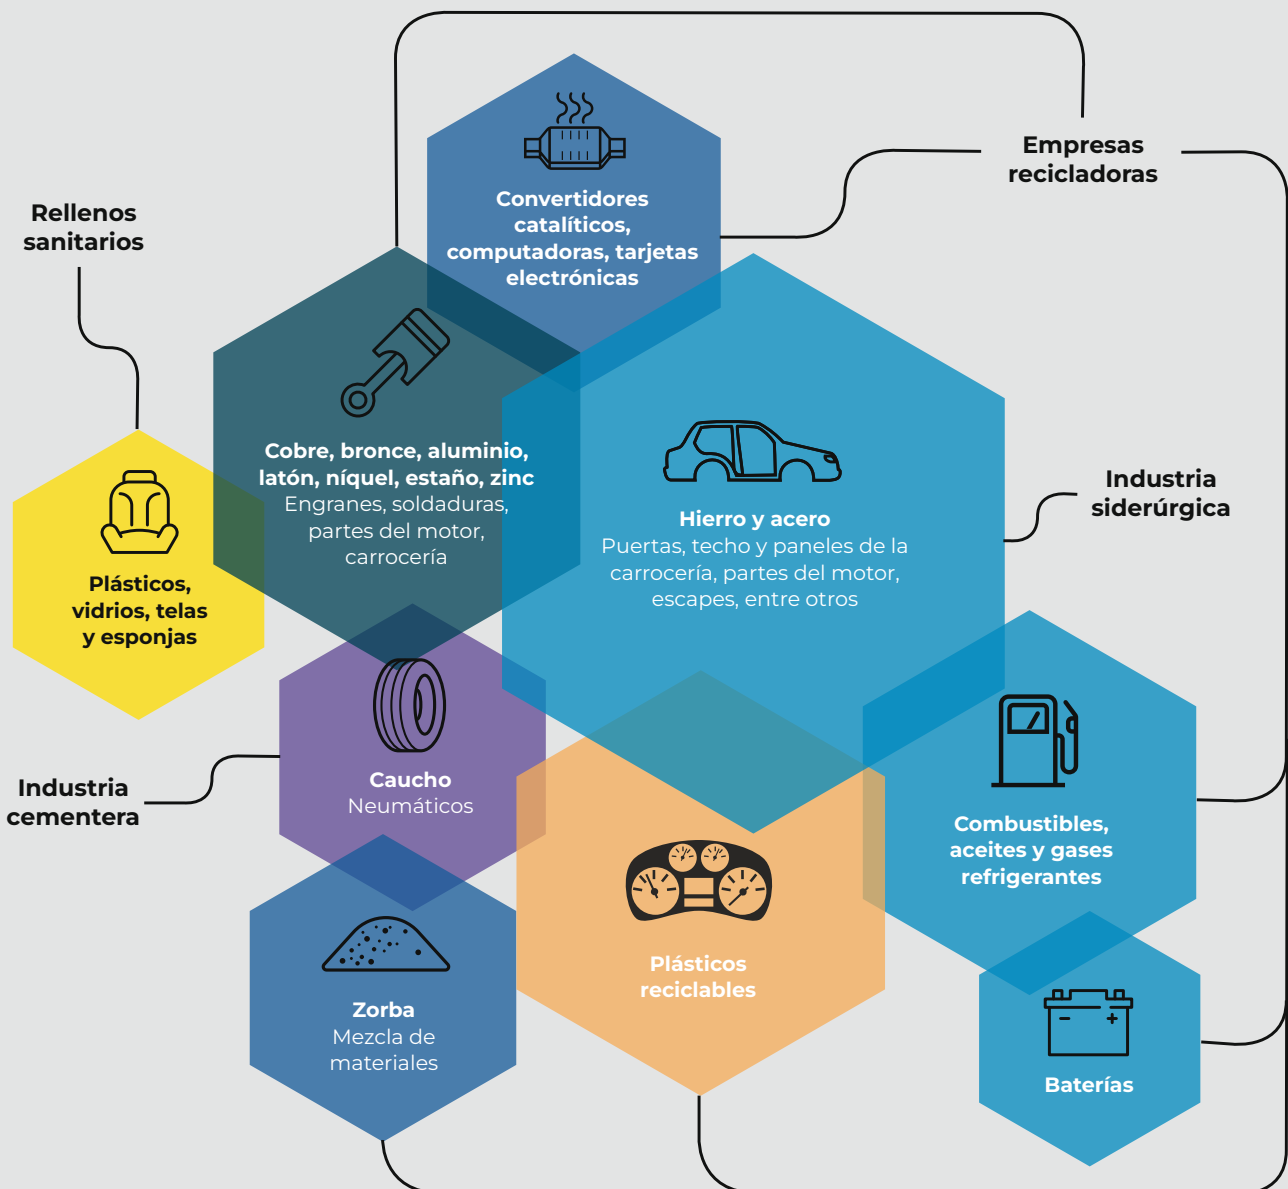 Empresas
recicladoras
Convertidores
catalíticos,
computadoras, tarjetas
electrónicas
Rellenos
sanitarios
Cobre, bronce, aluminio,
latón, níquel, estaño, zinc
Engranes, soldaduras,
partes del motor,
carrocería
Industria
siderúrgica
Hierro y acero
Puertas, techo y paneles de la
carrocería, partes del motor,
escapes, entre otros
Plásticos,
vidrios, telas
y esponjas
Caucho
Neumáticos
Industria
cementera
Combustibles,
aceites y gases
refrigerantes
Plásticos
reciclables
Zorba
Mezcla de
materiales
Baterías